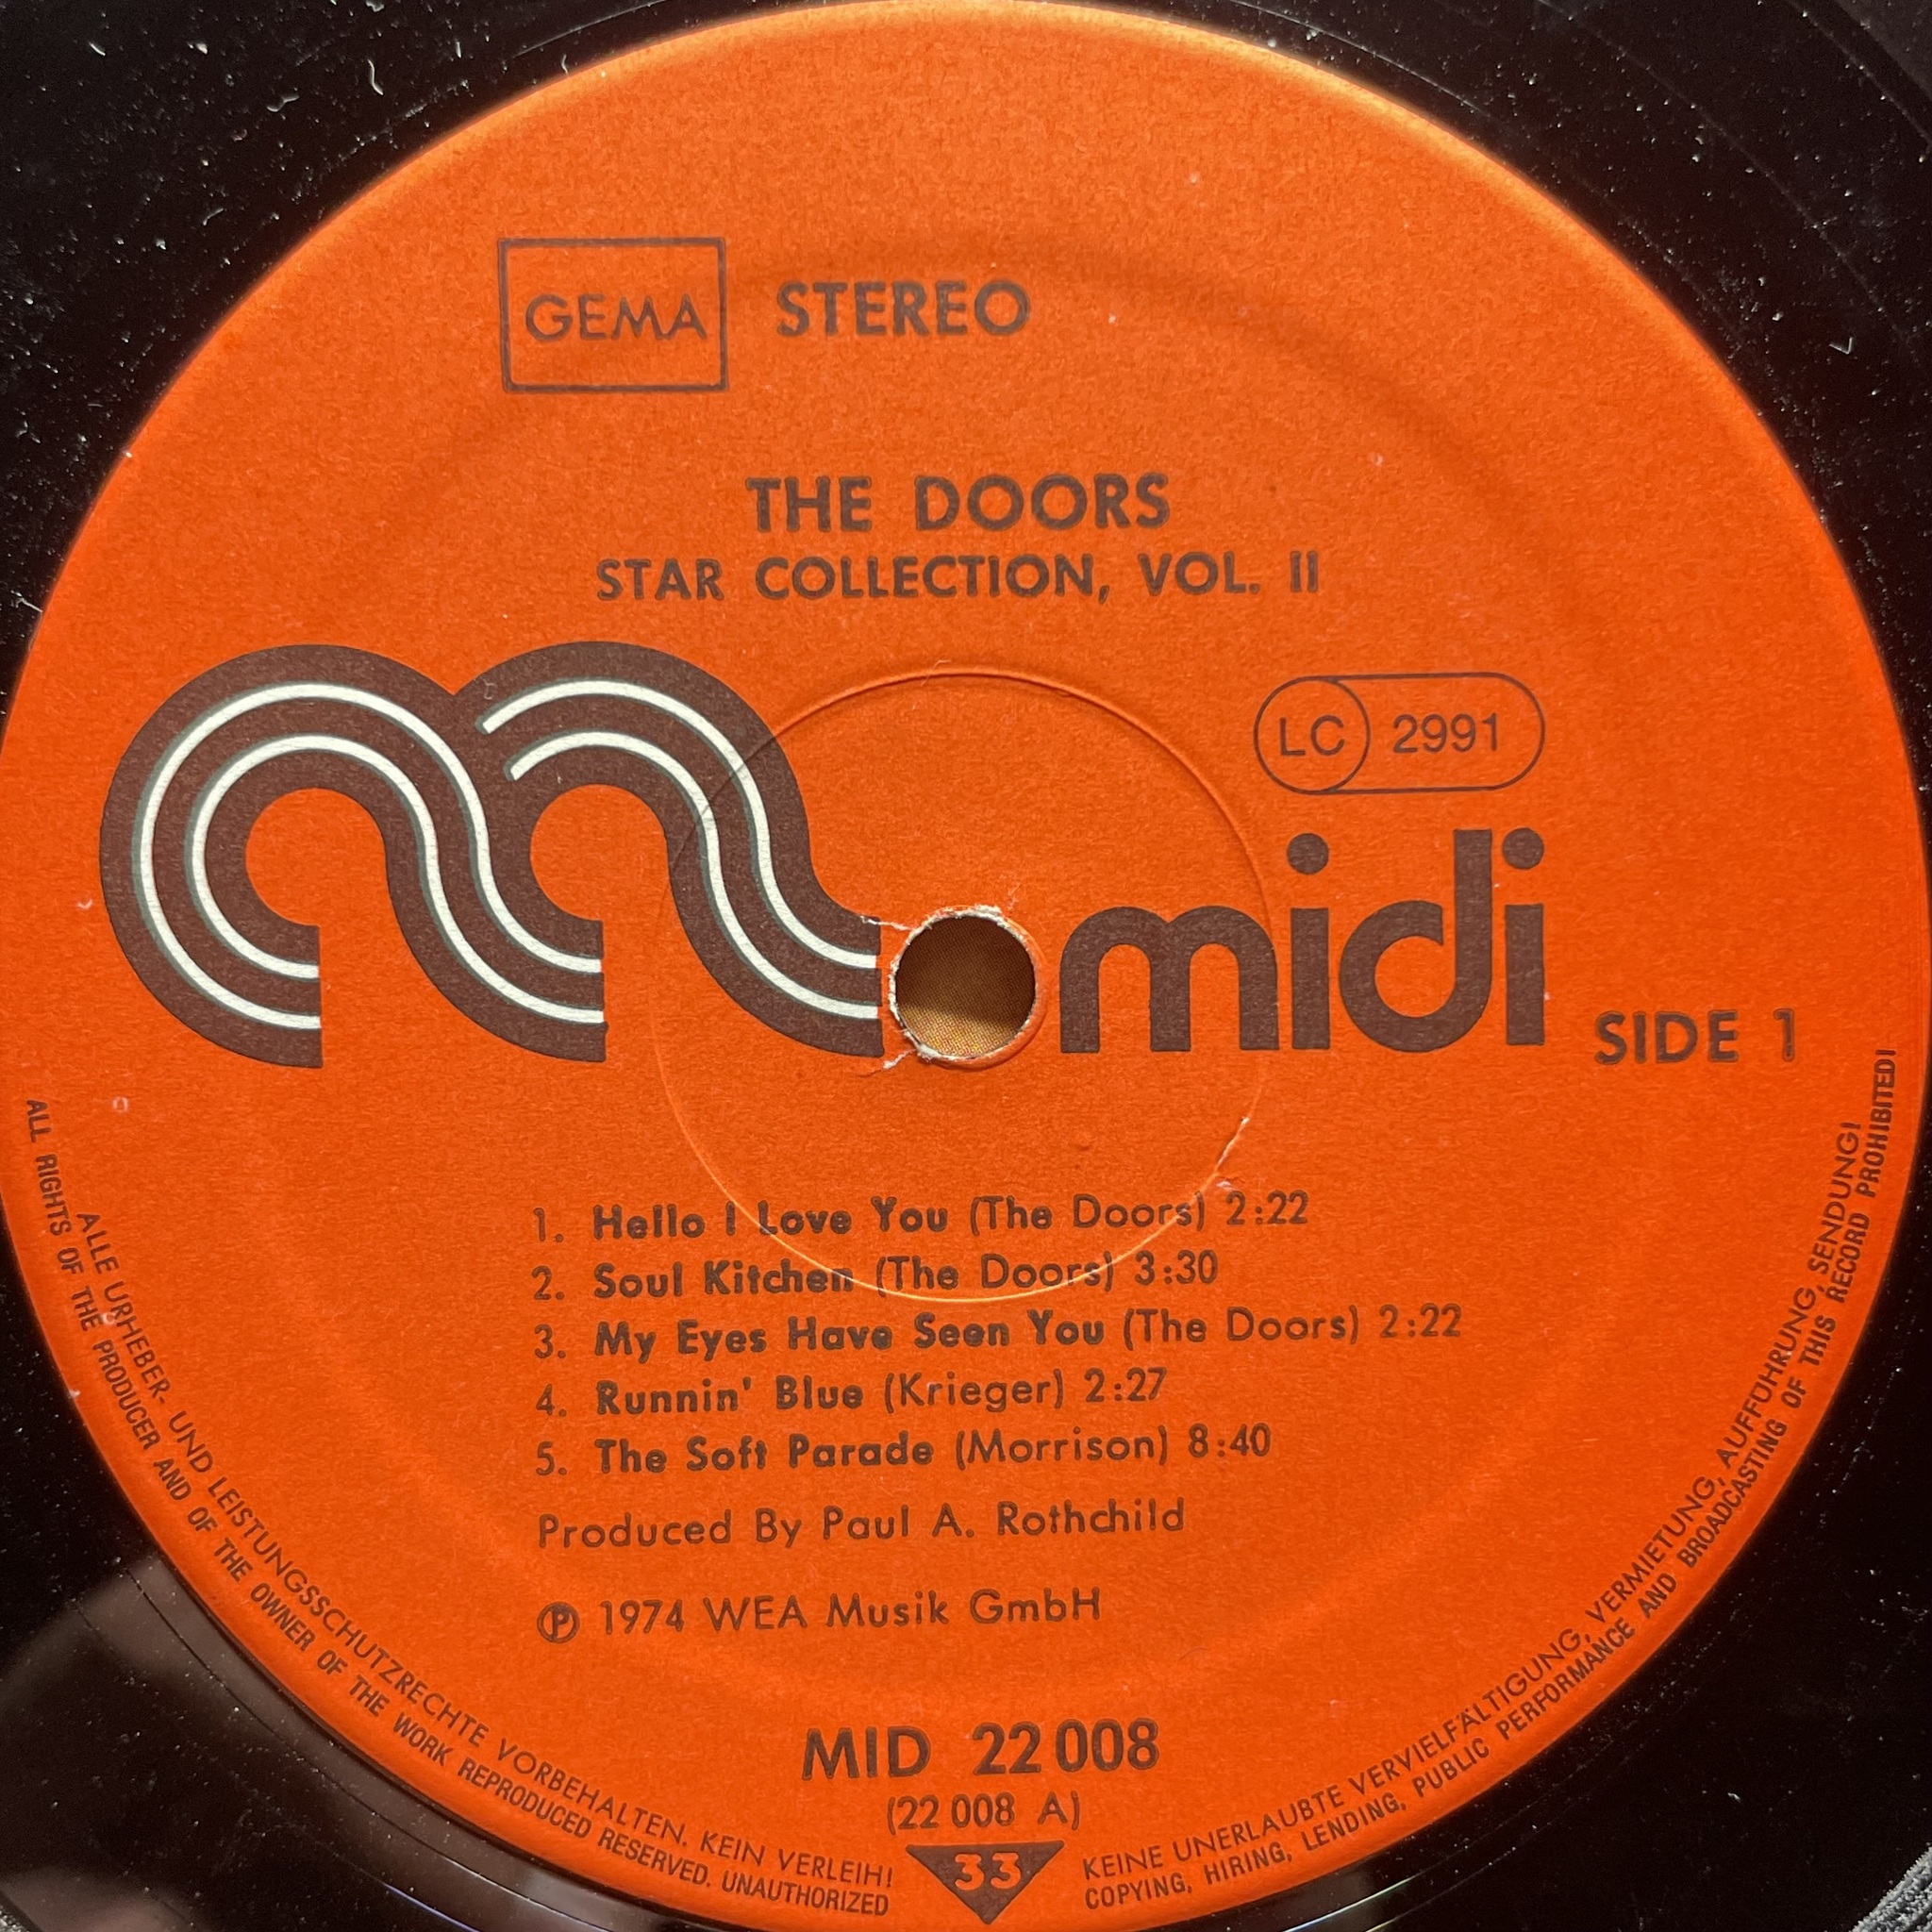 GEMA STEREO
THE DOORS
STAR COLLECTION, VOL. II
LC 2991
midi
SIDE 1
1. Hello I Love You (The Doors) 2:22
2. Soul Kitchen (The Doors) 3:30
3. My Eyes Have Seen You (The Doors) 2:22
4. Runnin' Blue (Krieger) 2:27
5. The Soft Parade (Morrison) 8:40
Produced By Paul A. Rothchild
℗ 1974 WEA Musik GmbH
MID 22 008
(22 008 A)
33
ALLE URHEBER- UND LEISTUNGSSCHUTZRECHTE VORBEHALTEN. KEIN VERLEIH! KEINE UNERLAUBTE VERVIELFÄLTIGUNG, VERMIETUNG, AUFFÜHRUNG, SENDUNG!
ALL RIGHTS OF THE PRODUCER AND OF THE OWNER OF THE WORK REPRODUCED RESERVED. UNAUTHORIZED COPYING, HIRING, LENDING, PUBLIC PERFORMANCE AND BROADCASTING OF THIS RECORD PROHIBITED!